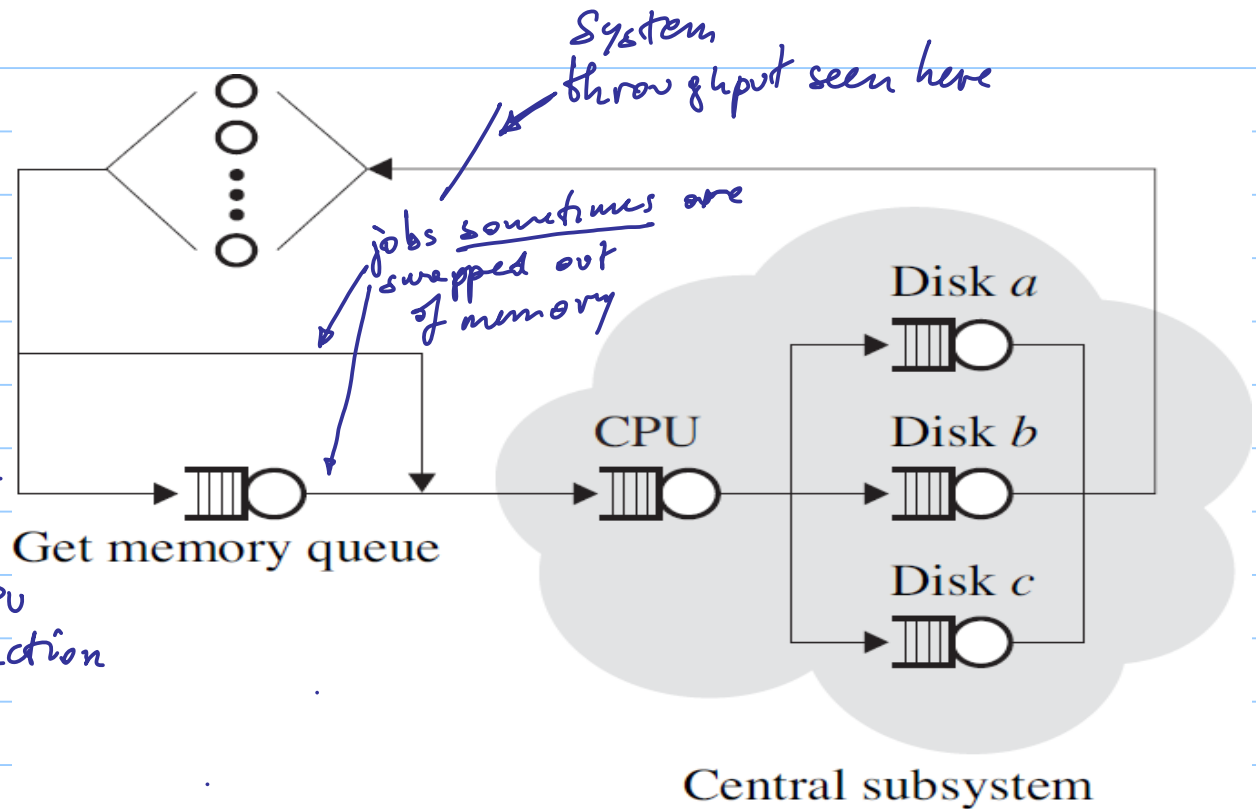 System
throughput seen here
jobs sometimes are
swapped out
of memory
Disk a
CPU
Disk b
Get memory queue
Disk c
Central subsystem